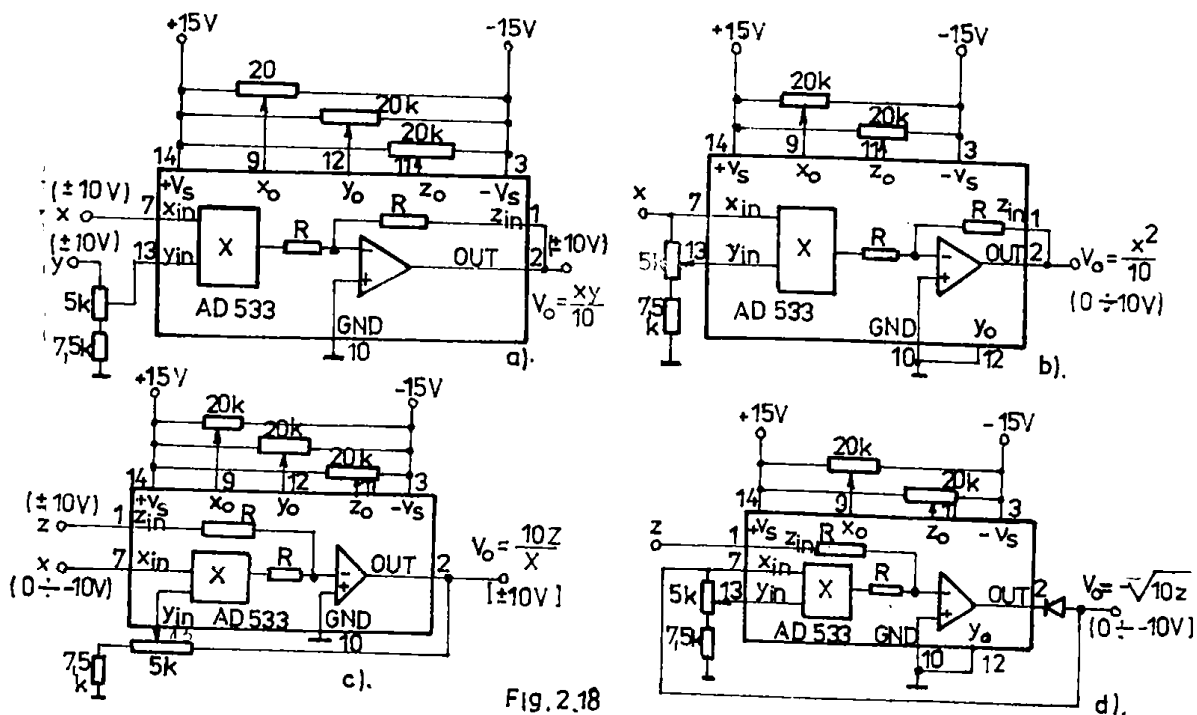 +15V
-15V
20
20k
20k
14
9
12
11
3
+Vs
xo
yo
zo
-Vs
(±10V)
x
7
xin
R
zin
1
(±10V)
13
yin
X
R
-
+
OUT
2
(±10V)
y
5k
AD 533
Vo = xy/10
7,5k
GND
10
a).
+15V
-15V
20k
20k
14
9
11
3
+Vs
xo
zo
-Vs
x
7
xin
R
zin
1
13
yin
X
R
-
+
OUT
2
Vo = x²/10
(0 ÷ 10V)
5k
7,5
k
AD 533
GND
yo
10
12
b).
+15V
-15V
20k
20k
20k
14
9
12
11
3
+Vs
xo
yo
zo
-Vs
(±10V)
z
1
zin
R
x
7
xin
X
R
-
+
OUT
2
Vo = 10z/x
[±10V]
(0 ÷ -10V)
yin
AD 533
GND
13
10
7,5
k
5k
c).
+15V
-15V
20k
20k
14
9
11
3
+Vs
xo
zo
-Vs
z
1
zin
R
7
xin
13
yin
X
R
-
+
OUT
2
Vo = -√10z
(0 ÷ -10V)
5k
7,5
k
AD 533
GND
yo
10
12
d).
Fig. 2.18